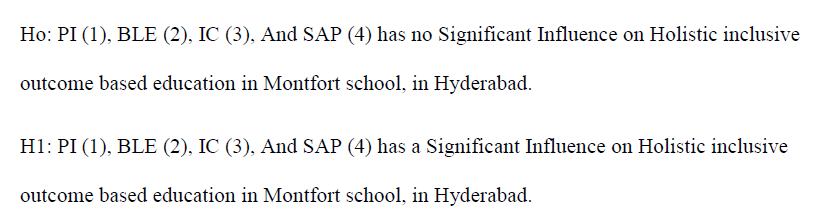 Ho: PI (1), BLE (2), IC (3), And SAP (4) has no Significant Influence on Holistic inclusive
outcome based education in Montfort school, in Hyderabad.
H1: PI (1), BLE (2), IC (3), And SAP (4) has a Significant Influence on Holistic inclusive
outcome based education in Montfort school, in Hyderabad.